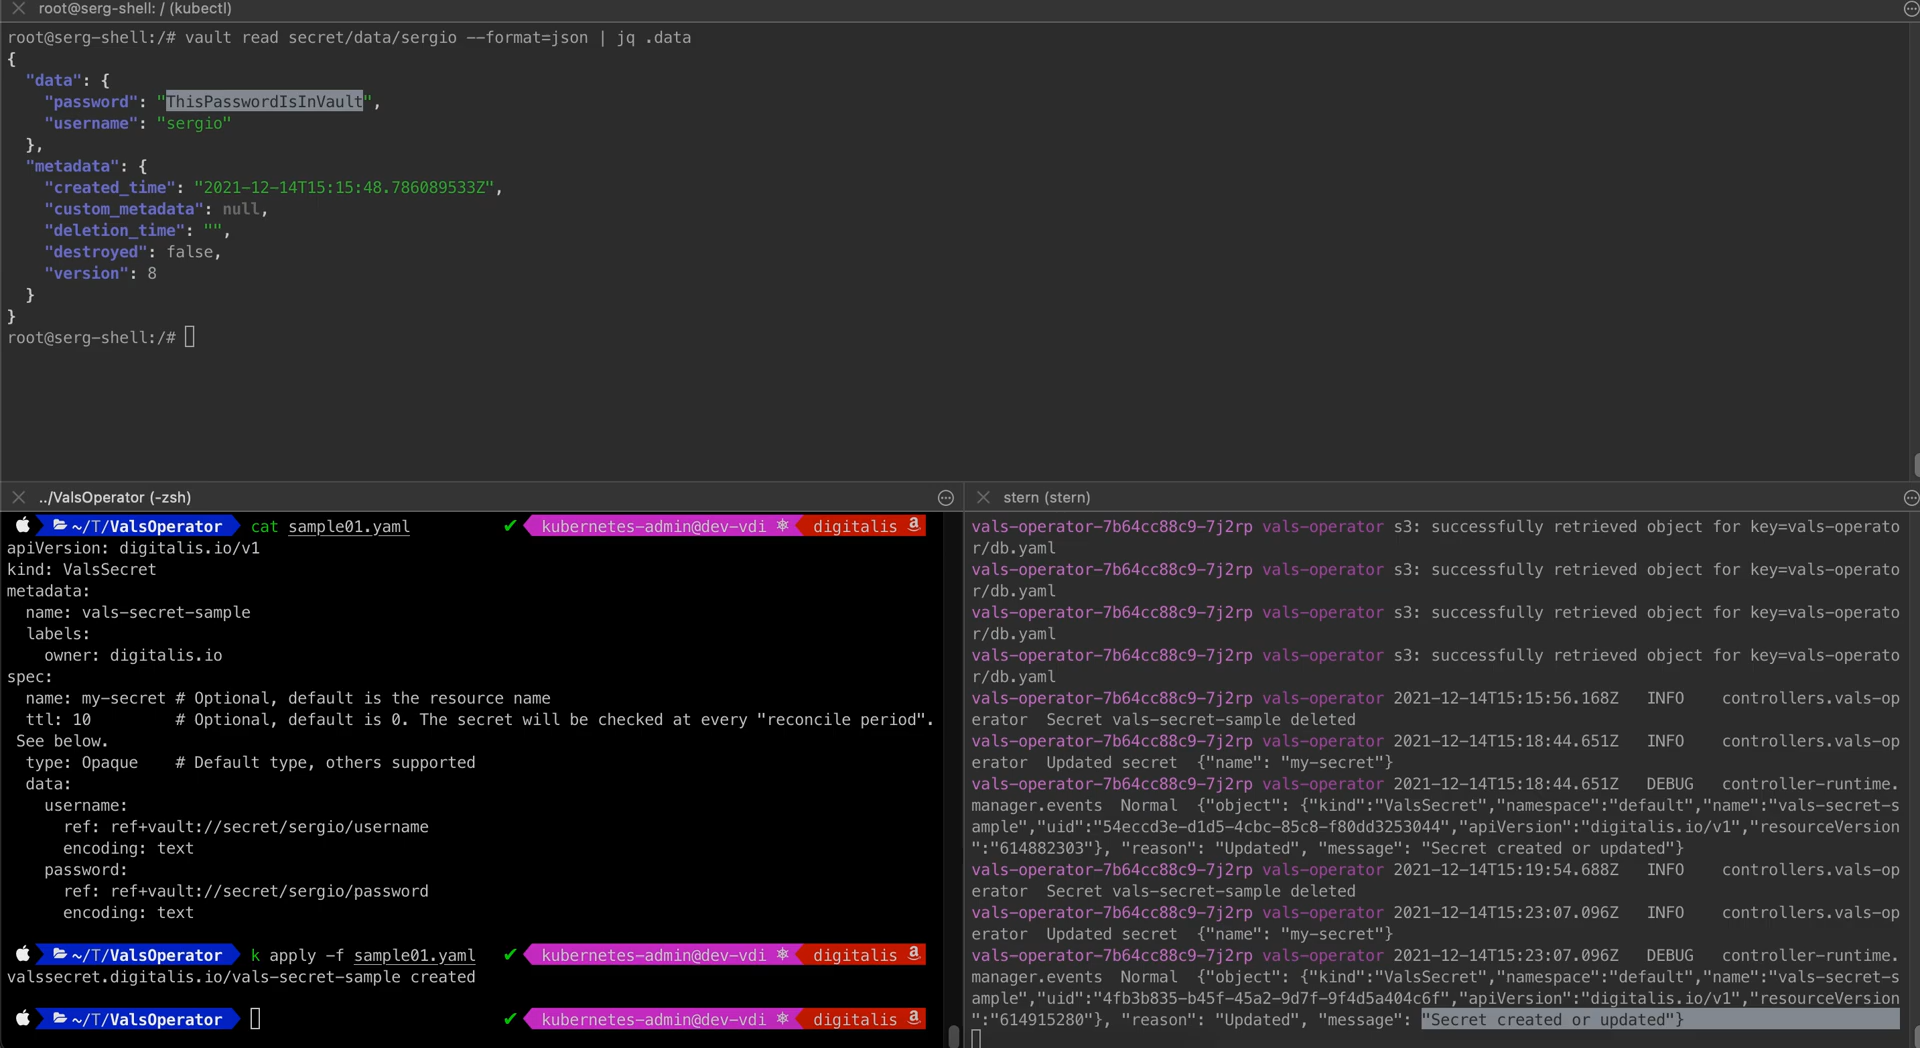 root@serg-shell: / (kubectl)
root@serg-shell:/# vault read secret/data/sergio --format=json | jq .data
{
  "data": {
    "password": "ThisPasswordIsInVault",
    "username": "sergio"
  },
  "metadata": {
    "created_time": "2021-12-14T15:15:48.786089533Z",
    "custom_metadata": null,
    "deletion_time": "",
    "destroyed": false,
    "version": 8
  }
}
root@serg-shell:/#
../ValsOperator (-zsh)
~/T/ValsOperator cat sample01.yaml ✔ kubernetes-admin@dev-vdi ⎈ digitalis a
apiVersion: digitalis.io/v1
kind: ValsSecret
metadata:
  name: vals-secret-sample
  labels:
    owner: digitalis.io
spec:
  name: my-secret # Optional, default is the resource name
  ttl: 10         # Optional, default is 0. The secret will be checked at every "reconcile period".
 See below.
  type: Opaque    # Default type, others supported
  data:
    username:
      ref: ref+vault://secret/sergio/username
      encoding: text
    password:
      ref: ref+vault://secret/sergio/password
      encoding: text
~/T/ValsOperator k apply -f sample01.yaml ✔ kubernetes-admin@dev-vdi ⎈ digitalis a
valssecret.digitalis.io/vals-secret-sample created
~/T/ValsOperator ✔ kubernetes-admin@dev-vdi ⎈ digitalis a
stern (stern)
vals-operator-7b64cc88c9-7j2rp vals-operator s3: successfully retrieved object for key=vals-operato
r/db.yaml
vals-operator-7b64cc88c9-7j2rp vals-operator s3: successfully retrieved object for key=vals-operato
r/db.yaml
vals-operator-7b64cc88c9-7j2rp vals-operator s3: successfully retrieved object for key=vals-operato
r/db.yaml
vals-operator-7b64cc88c9-7j2rp vals-operator s3: successfully retrieved object for key=vals-operato
r/db.yaml
vals-operator-7b64cc88c9-7j2rp vals-operator 2021-12-14T15:15:56.168Z   INFO    controllers.vals-op
erator  Secret vals-secret-sample deleted
vals-operator-7b64cc88c9-7j2rp vals-operator 2021-12-14T15:18:44.651Z   INFO    controllers.vals-op
erator  Updated secret  {"name": "my-secret"}
vals-operator-7b64cc88c9-7j2rp vals-operator 2021-12-14T15:18:44.651Z   DEBUG   controller-runtime.
manager.events  Normal  {"object": {"kind":"ValsSecret","namespace":"default","name":"vals-secret-s
ample","uid":"54eccd3e-d1d5-4cbc-85c8-f80dd3253044","apiVersion":"digitalis.io/v1","resourceVersion
":"614882303"}, "reason": "Updated", "message": "Secret created or updated"}
vals-operator-7b64cc88c9-7j2rp vals-operator 2021-12-14T15:19:54.688Z   INFO    controllers.vals-op
erator  Secret vals-secret-sample deleted
vals-operator-7b64cc88c9-7j2rp vals-operator 2021-12-14T15:23:07.096Z   INFO    controllers.vals-op
erator  Updated secret  {"name": "my-secret"}
vals-operator-7b64cc88c9-7j2rp vals-operator 2021-12-14T15:23:07.096Z   DEBUG   controller-runtime.
manager.events  Normal  {"object": {"kind":"ValsSecret","namespace":"default","name":"vals-secret-s
ample","uid":"4fb3b835-b45f-45a2-9d7f-9f4d5a404c6f","apiVersion":"digitalis.io/v1","resourceVersion
":"614915280"}, "reason": "Updated", "message": "Secret created or updated"}